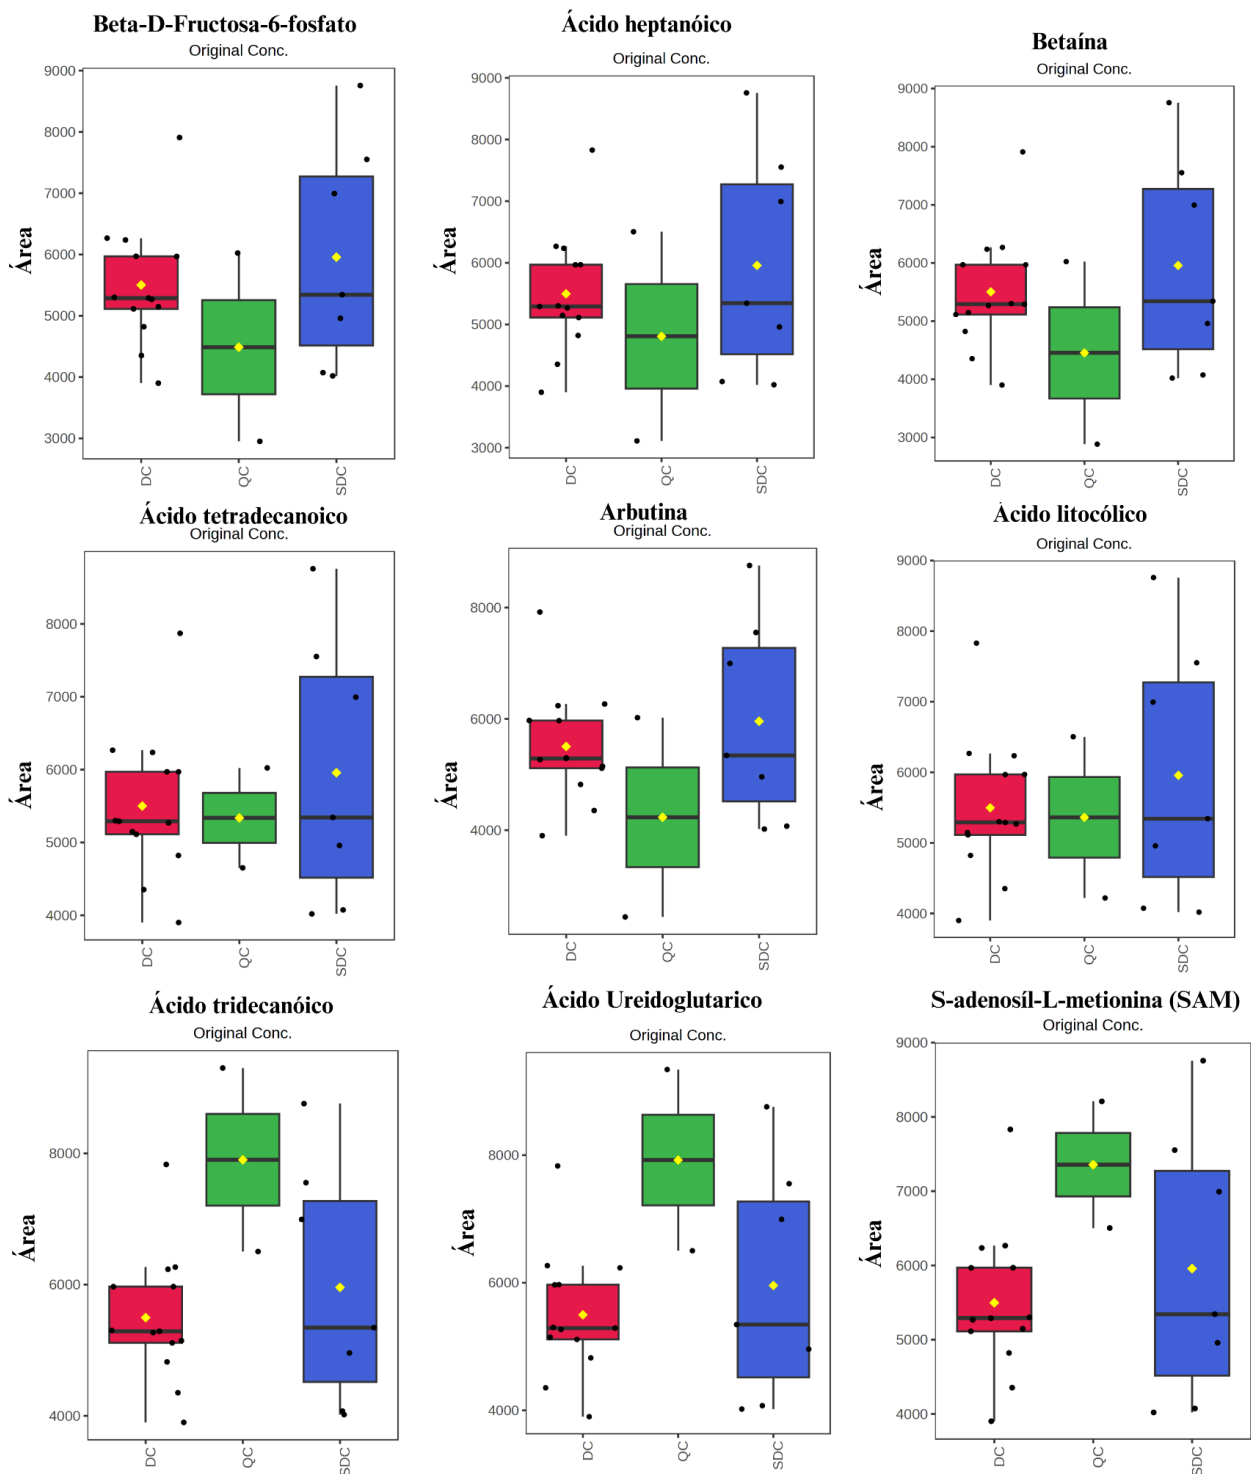 Beta-D-Fructosa-6-fosfato
Original Conc.
Área
9000
8000
7000
6000
5000
4000
3000
DC
QC
SDC
Ácido heptanóico
Original Conc.
Área
9000
8000
7000
6000
5000
4000
3000
DC
QC
SDC
Betaína
Original Conc.
Área
9000
8000
7000
6000
5000
4000
3000
DC
QC
SDC
Ácido tetradecanoico
Original Conc.
Área
8000
7000
6000
5000
4000
DC
QC
SDC
Arbutina
Original Conc.
Área
8000
6000
4000
DC
QC
SDC
Ácido litocólico
Original Conc.
Área
9000
8000
7000
6000
5000
4000
DC
QC
SDC
Ácido tridecanóico
Original Conc.
Área
8000
6000
4000
DC
QC
SDC
Ácido Ureidoglutarico
Original Conc.
Área
8000
6000
4000
DC
QC
SDC
S-adenosíl-L-metionina (SAM)
Original Conc.
Área
9000
8000
7000
6000
5000
4000
DC
QC
SDC